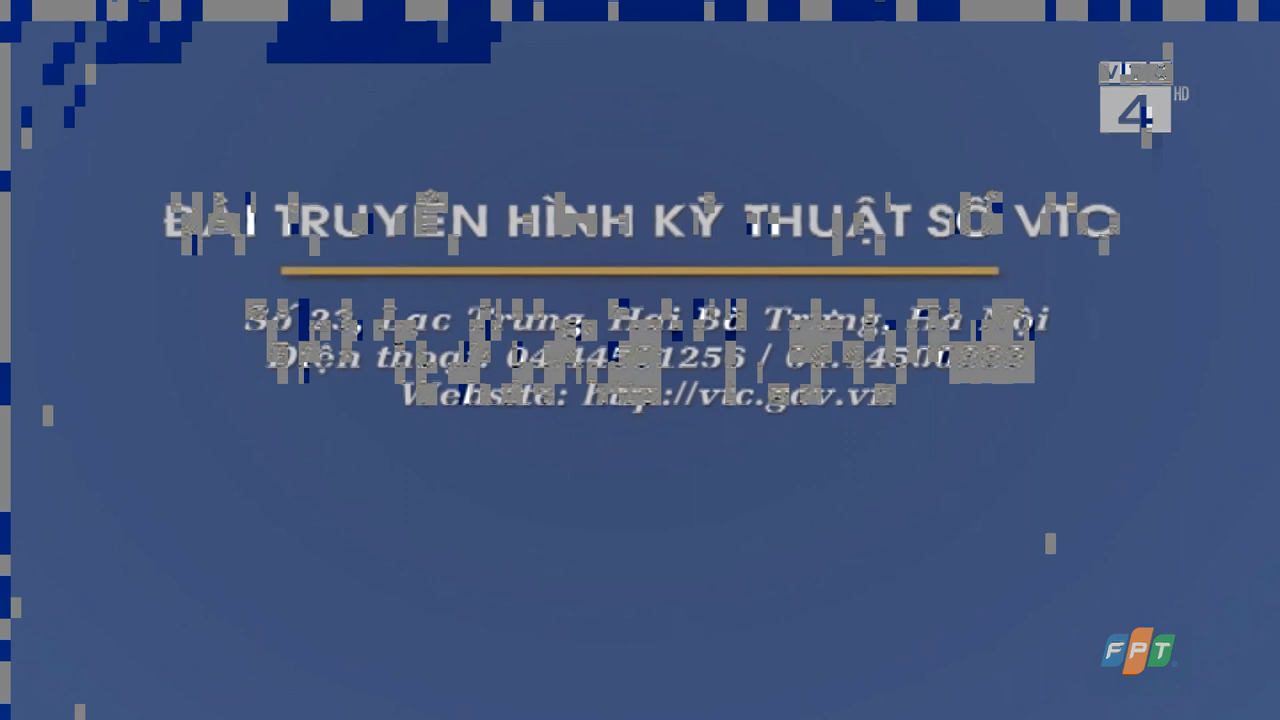 VTC
HD
4
ĐÀI TRUYỀN HÌNH KỸ THUẬT SỐ VTC
Số 23, Lạc Trung, Hai Bà Trưng, Hà Nội
Điện thoại: /
Website: http://vtc.gov.vn
FPT